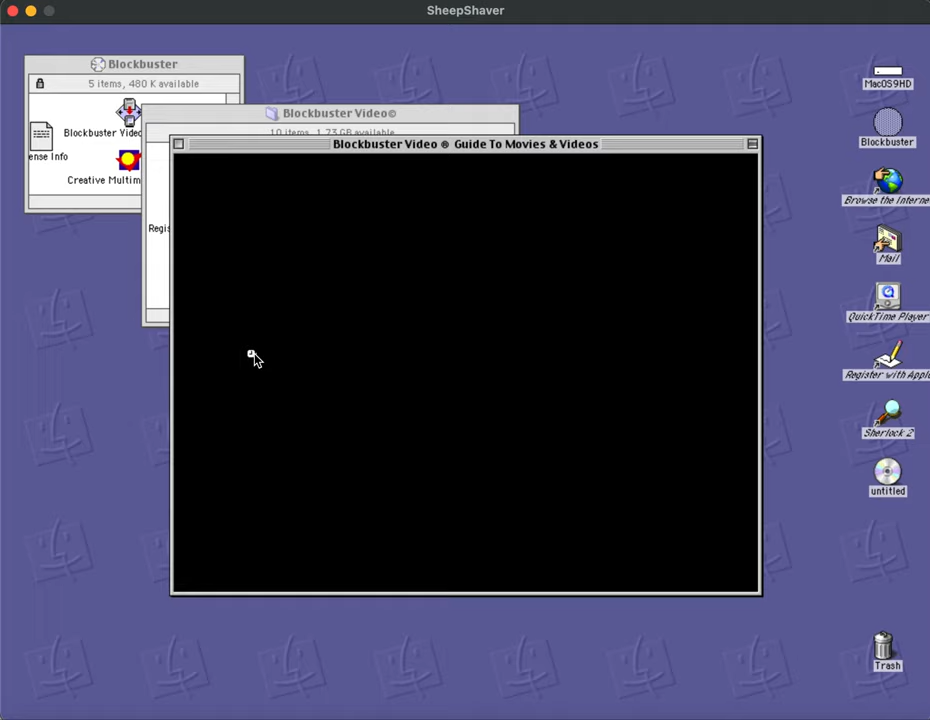 SheepShaver
Blockbuster
5 items, 480 K available
Blockbuster Video
ense Info
Creative Multim
Blockbuster Video©
10 items, 1.23 GB available
Regis
Blockbuster Video ® Guide To Movies & Videos
MacOS9HD
Blockbuster
Browse the Interne
Mail
QuickTime Player
Register with Appl
Sherlock 2
untitled
Trash